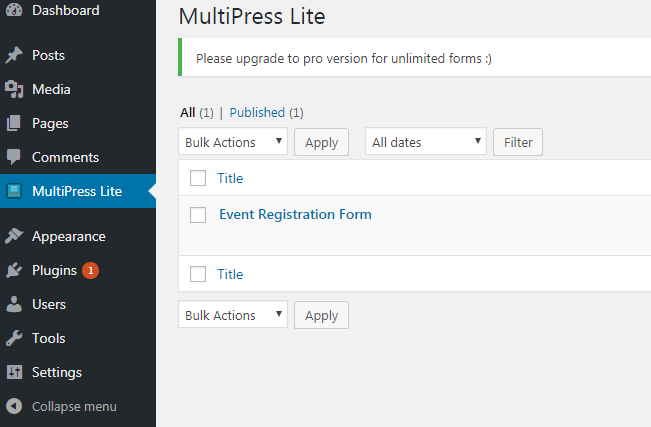 Dashboard
Posts
Media
Pages
Comments
MultiPress Lite
Appearance
Plugins 1
Users
Tools
Settings
Collapse menu
MultiPress Lite
Please upgrade to pro version for unlimited forms :)
All (1) | Published (1)
Bulk Actions Apply All dates Filter
Title
Event Registration Form
Title
Bulk Actions Apply